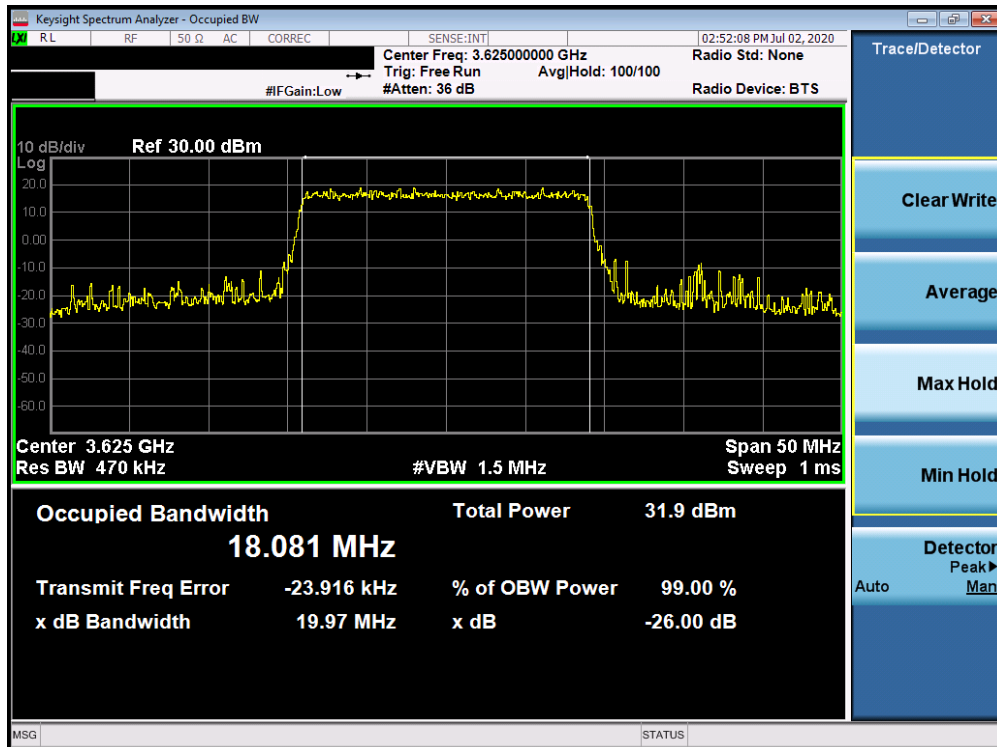 Keysight Spectrum Analyzer - Occupied BW
LXI RL RF 50 Ω AC CORREC SENSE:INT 02:52:08 PM Jul 02, 2020
Center Freq: 3.625000000 GHz Radio Std: None
Trig: Free Run Avg|Hold: 100/100
#IFGain:Low #Atten: 36 dB Radio Device: BTS
Trace/Detector
10 dB/div Ref 30.00 dBm
Log
20.0
10.0
0.00
-10.0
-20.0
-30.0
-40.0
-50.0
-60.0
Center 3.625 GHz Span 50 MHz
Res BW 470 kHz #VBW 1.5 MHz Sweep 1 ms
Occupied Bandwidth Total Power 31.9 dBm
18.081 MHz
Transmit Freq Error -23.916 kHz % of OBW Power 99.00 %
x dB Bandwidth 19.97 MHz x dB -26.00 dB
Clear Write
Average
Max Hold
Min Hold
Detector
Peak▶
Auto Man
MSG STATUS